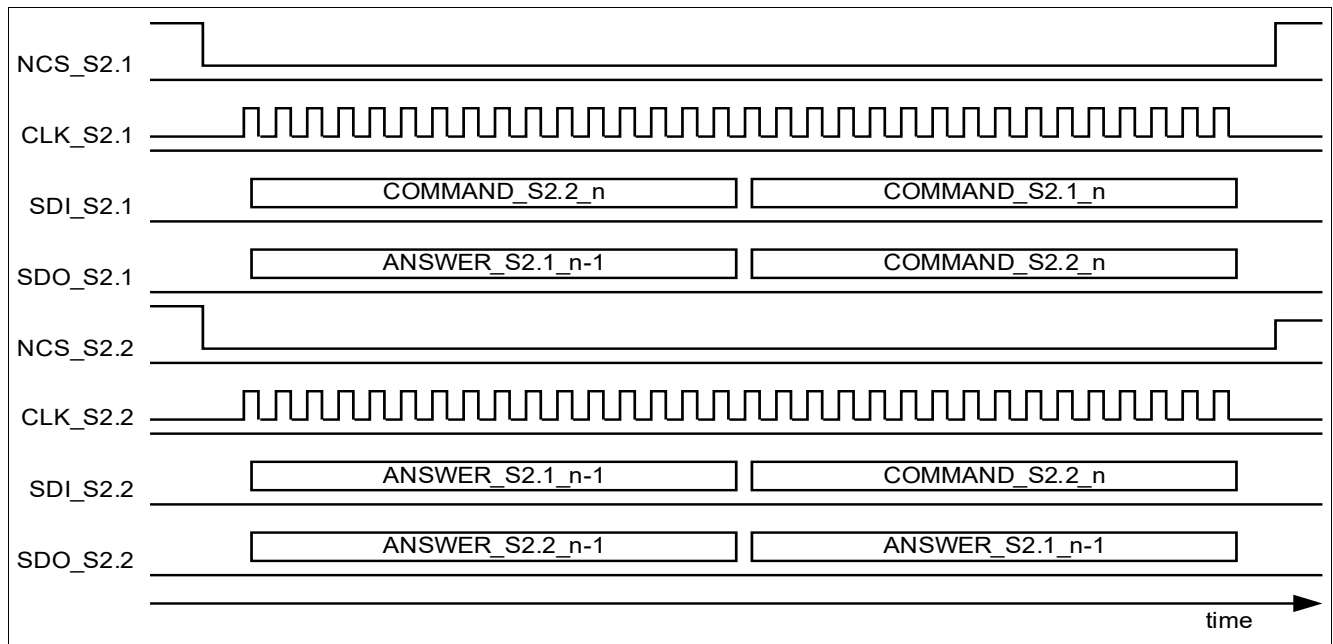 NCS_S2.1
CLK_S2.1
SDI_S2.1 COMMAND_S2.2_n COMMAND_S2.1_n
SDO_S2.1 ANSWER_S2.1_n-1 COMMAND_S2.2_n
NCS_S2.2
CLK_S2.2
SDI_S2.2 ANSWER_S2.1_n-1 COMMAND_S2.2_n
SDO_S2.2 ANSWER_S2.2_n-1 ANSWER_S2.1_n-1
time